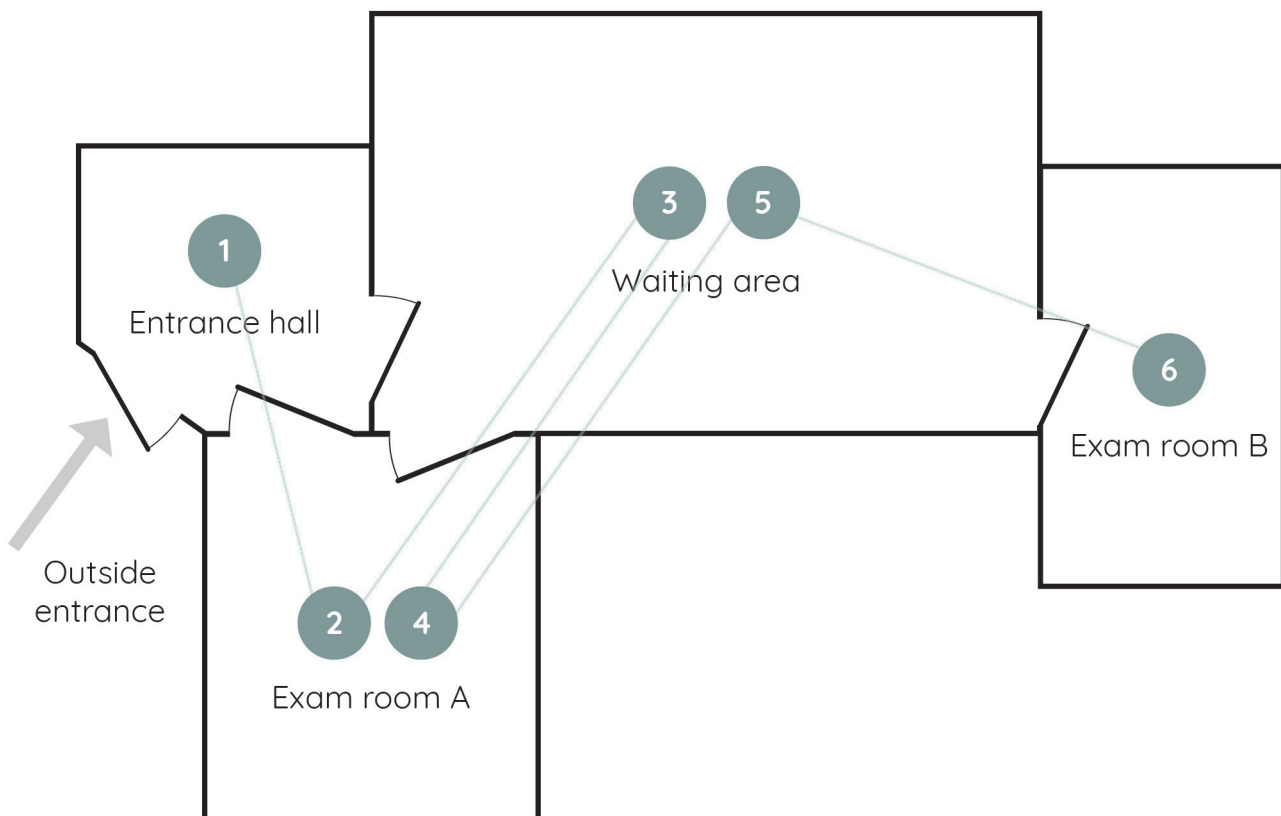 3
5
1
Waiting area
Entrance hall
6
Exam room B
Outside
entrance
2
4
Exam room A